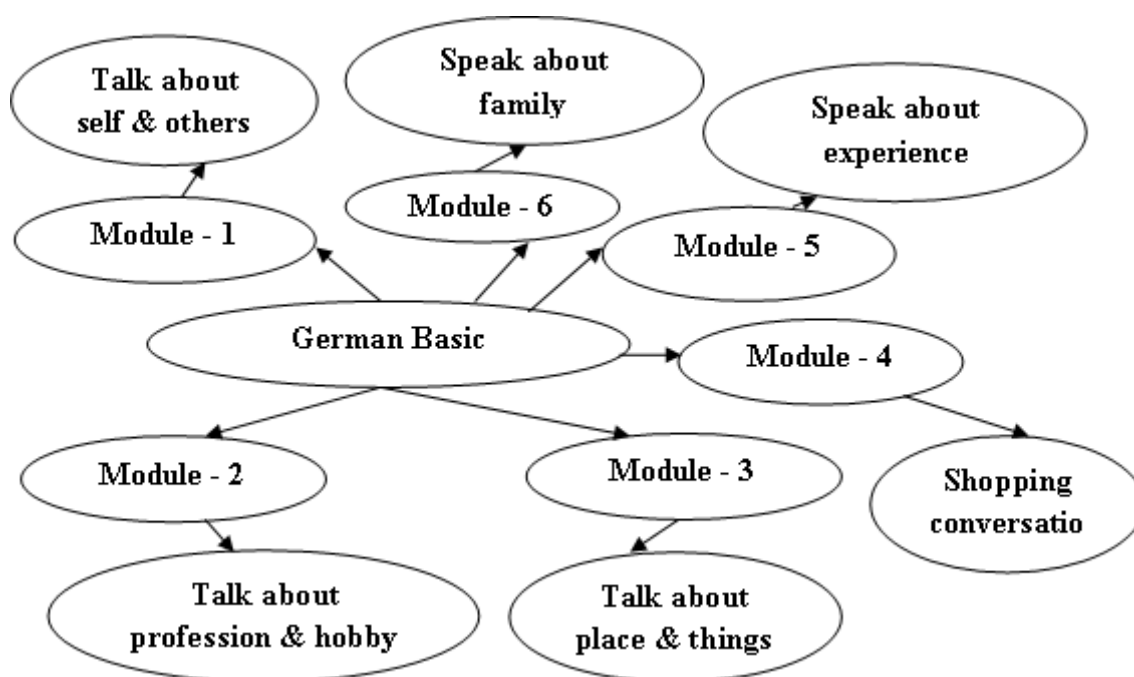 Talk about
self & others
Speak about
family
Speak about
experience
Module - 1
Module - 6
Module - 5
German Basic
Module - 4
Module - 2
Module - 3
Shopping
conversatio
Talk about
profession & hobby
Talk about
place & things